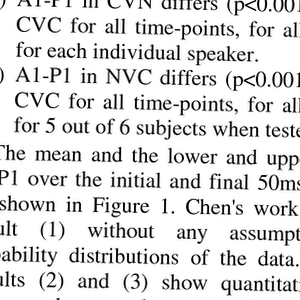 ) A1-P1 in CVN differs (p<0.001
CVC for all time-points, for all
for each individual speaker.
) A1-P1 in NVC differs (p<0.001
CVC for all time-points, for all
for 5 out of 6 subjects when teste
The mean and the lower and upp
P1 over the initial and final 50ms
shown in Figure 1. Chen's work
ult (1) without any assumpt
ability distributions of the data.
ults (2) and (3) show quantitati